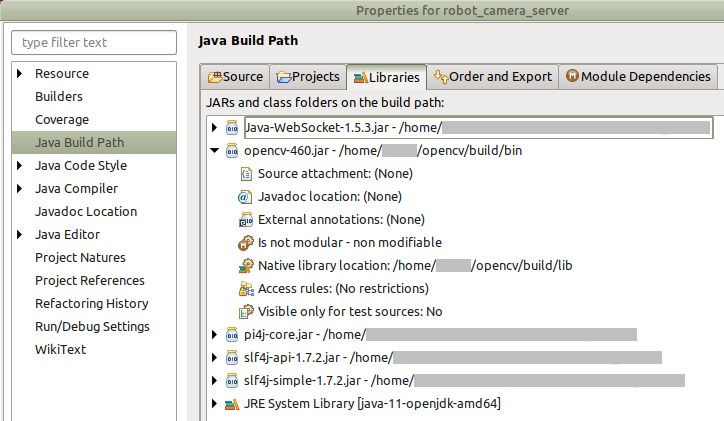 Properties for robot_camera_server
type filter text
Resource
Builders
Coverage
Java Build Path
Java Code Style
Java Compiler
Javadoc Location
Java Editor
Project Natures
Project References
Refactoring History
Run/Debug Settings
WikiText
Java Build Path
Source Projects Libraries Order and Export Module Dependencies
JARs and class folders on the build path:
Java-WebSocket-1.5.3.jar - /home/
opencv-460.jar - /home/ /opencv/build/bin
Source attachment: (None)
Javadoc location: (None)
External annotations: (None)
Is not modular - non modifiable
Native library location: /home/ /opencv/build/lib
Access rules: (No restrictions)
Visible only for test sources: No
pi4j-core.jar - /home/
slf4j-api-1.7.2.jar - /home/
slf4j-simple-1.7.2.jar - /home/
JRE System Library [java-11-openjdk-amd64]